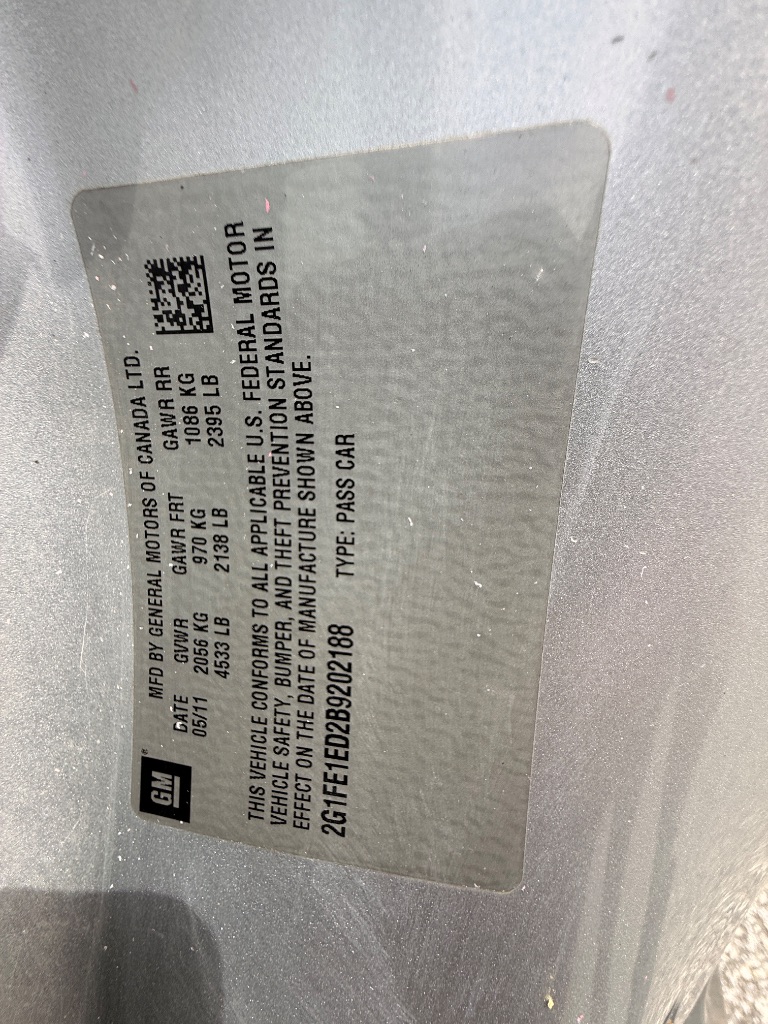 GM®
MFD BY GENERAL MOTORS OF CANADA LTD.
DATE GVWR GAWR FRT GAWR RR
05/11 2056 KG 970 KG 1086 KG
4533 LB 2138 LB 2395 LB
THIS VEHICLE CONFORMS TO ALL APPLICABLE U.S. FEDERAL MOTOR
VEHICLE SAFETY, BUMPER, AND THEFT PREVENTION STANDARDS IN
EFFECT ON THE DATE OF MANUFACTURE SHOWN ABOVE.
2G1FE1ED2B9202188 TYPE: PASS CAR